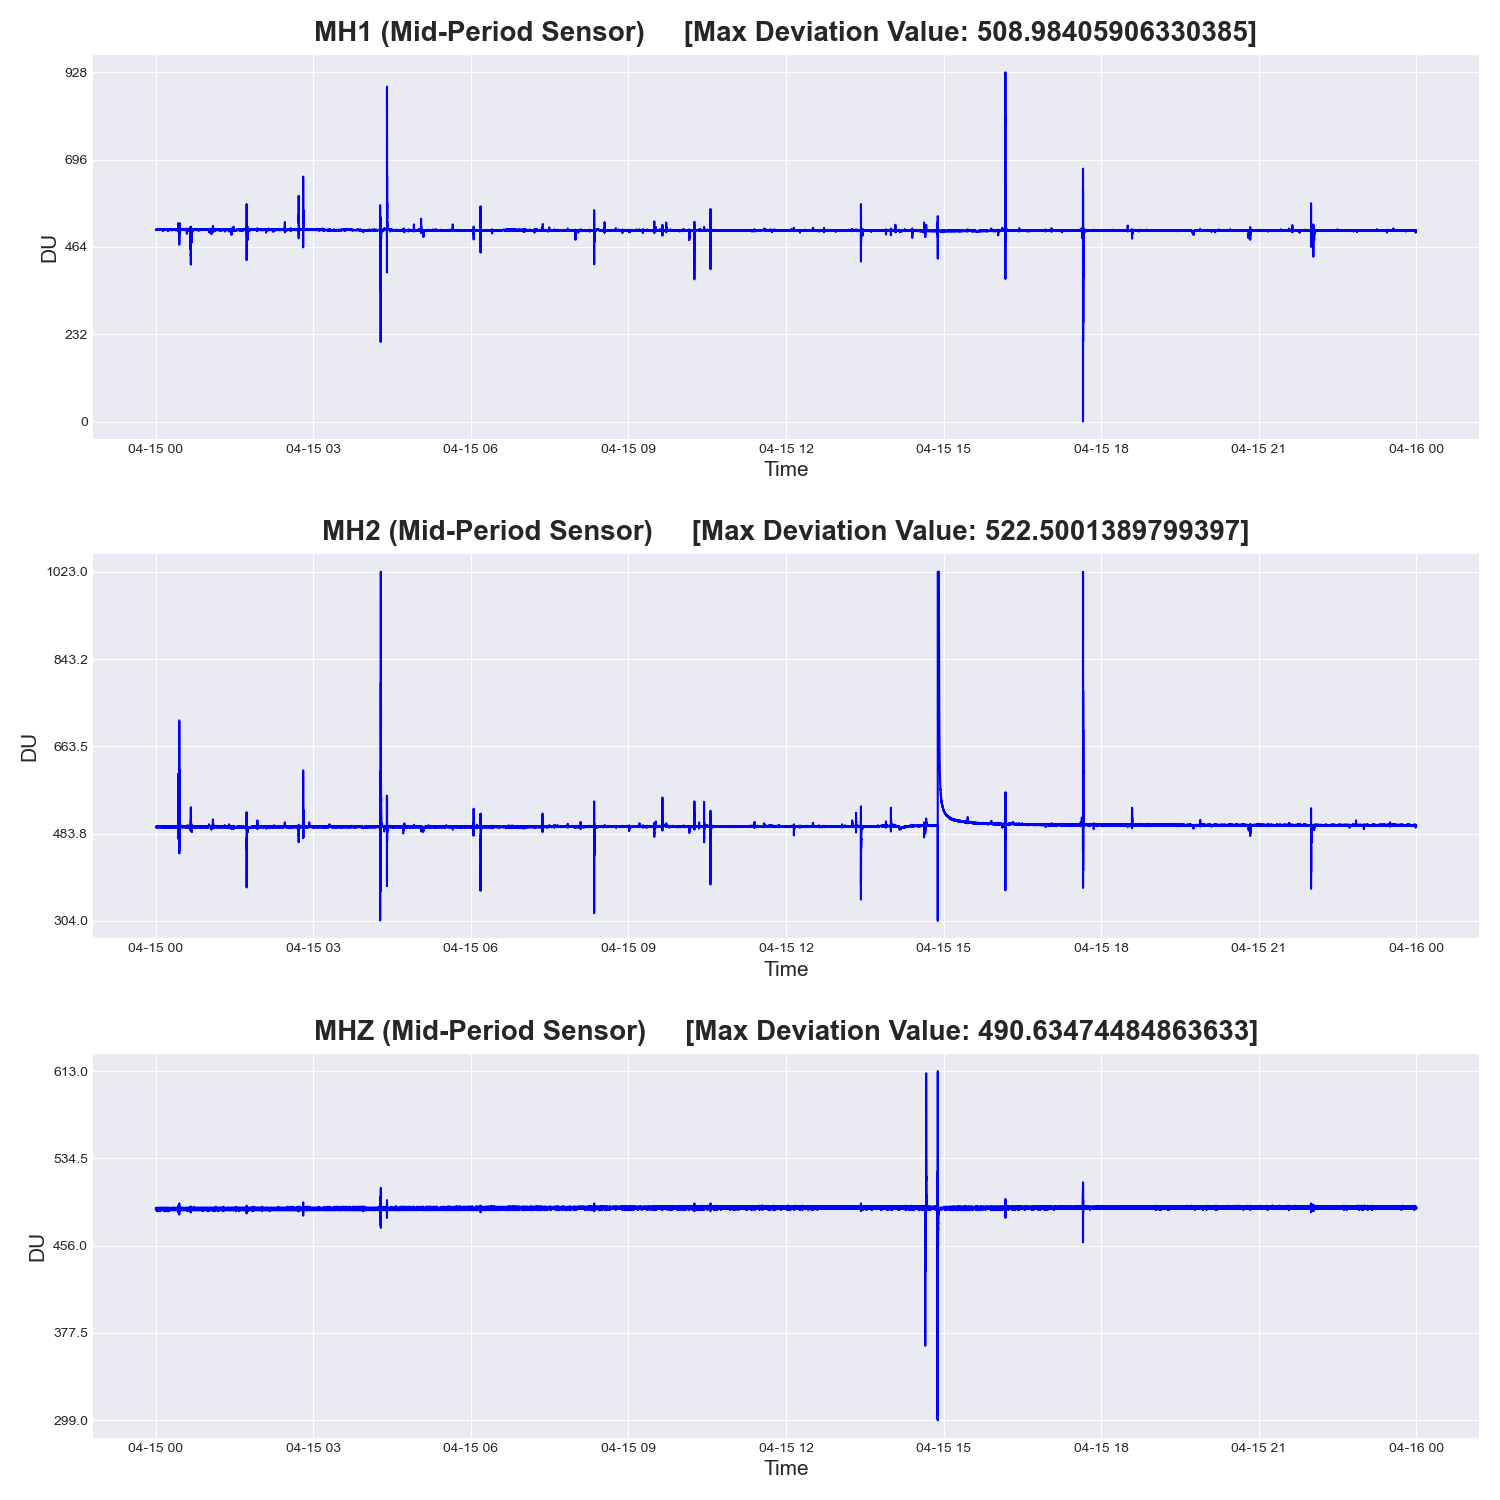 MH1 (Mid-Period Sensor) [Max Deviation Value: 508.98405906330385]
928
696
464
232
0
DU
04-15 00 04-15 03 04-15 06 04-15 09 04-15 12 04-15 15 04-15 18 04-15 21 04-16 00
Time
MH2 (Mid-Period Sensor) [Max Deviation Value: 522.5001389799397]
1023.0
843.2
663.5
483.8
304.0
DU
04-15 00 04-15 03 04-15 06 04-15 09 04-15 12 04-15 15 04-15 18 04-15 21 04-16 00
Time
MHZ (Mid-Period Sensor) [Max Deviation Value: 490.63474484863633]
613.0
534.5
456.0
377.5
299.0
DU
04-15 00 04-15 03 04-15 06 04-15 09 04-15 12 04-15 15 04-15 18 04-15 21 04-16 00
Time